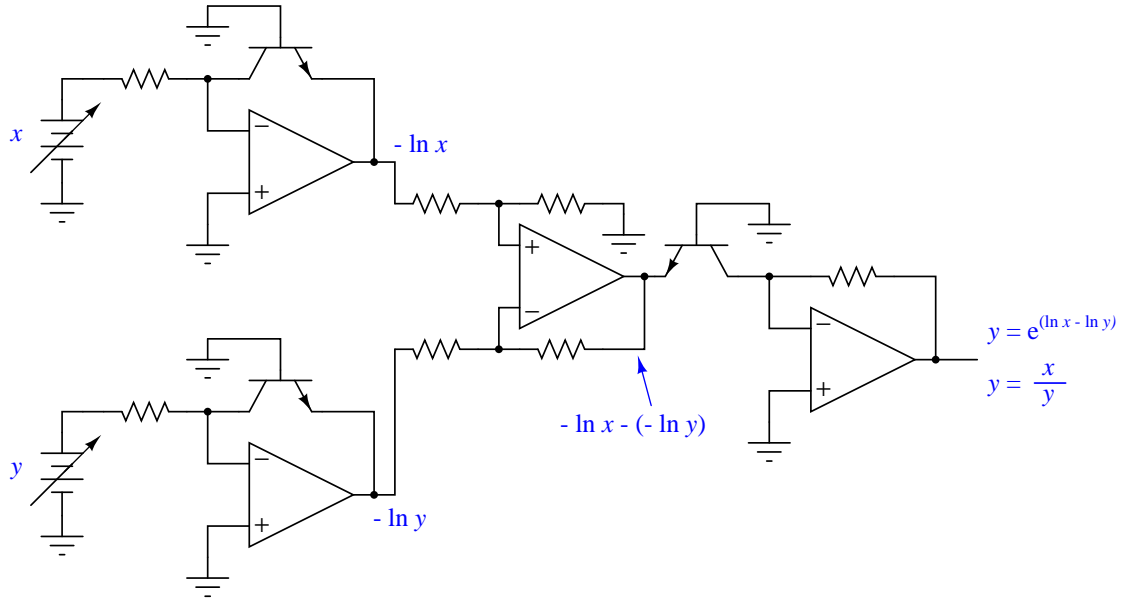 x
−
+
- ln x
+
−
- ln x - (- ln y)
y
−
+
- ln y
−
+
y = e^(ln x - ln y)
y = x/y